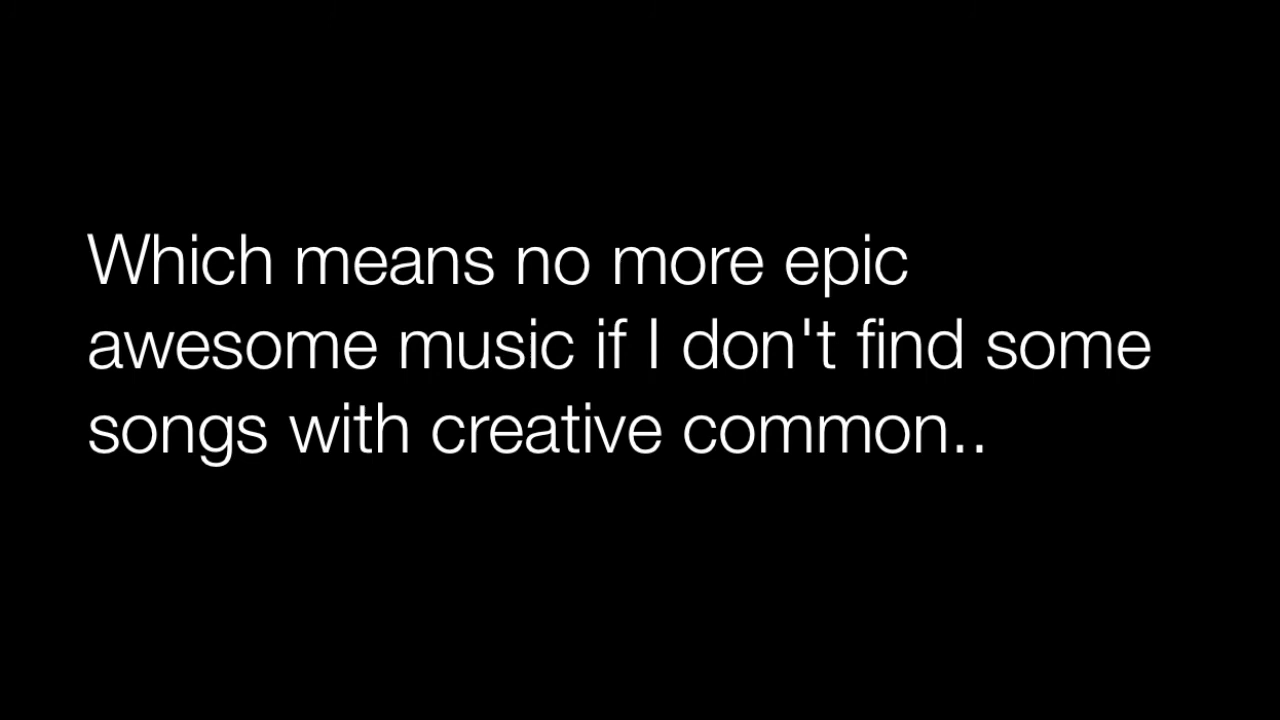 Which means no more epic
awesome music if I don't find some
songs with creative common..